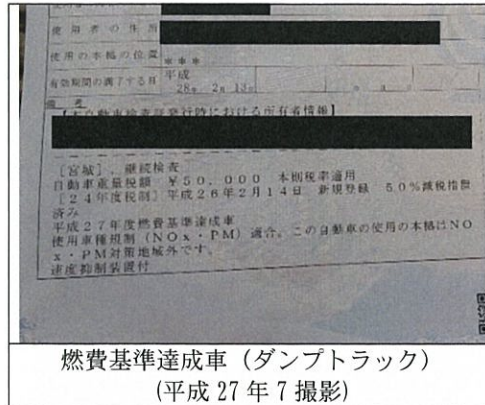 使用者の住所
使用の本拠の位置 ＊＊＊
有効期間の満了する日 平成
28年 2月 13日
備考
【本自動車検査証発行時における所有者情報】
[宮城], 継続検査
自動車重量税額 ￥50,000 本則税率適用
[24年度税制] 平成26年2月14日 新規登録 50%減税措置
済み
平成27年度燃費基準達成車
使用車種規制（NOx・PM）適合、この自動車の使用の本拠はNO
x・PM対策地域外です。
速度抑制装置付
燃費基準達成車（ダンプトラック）
(平成27年7撮影)